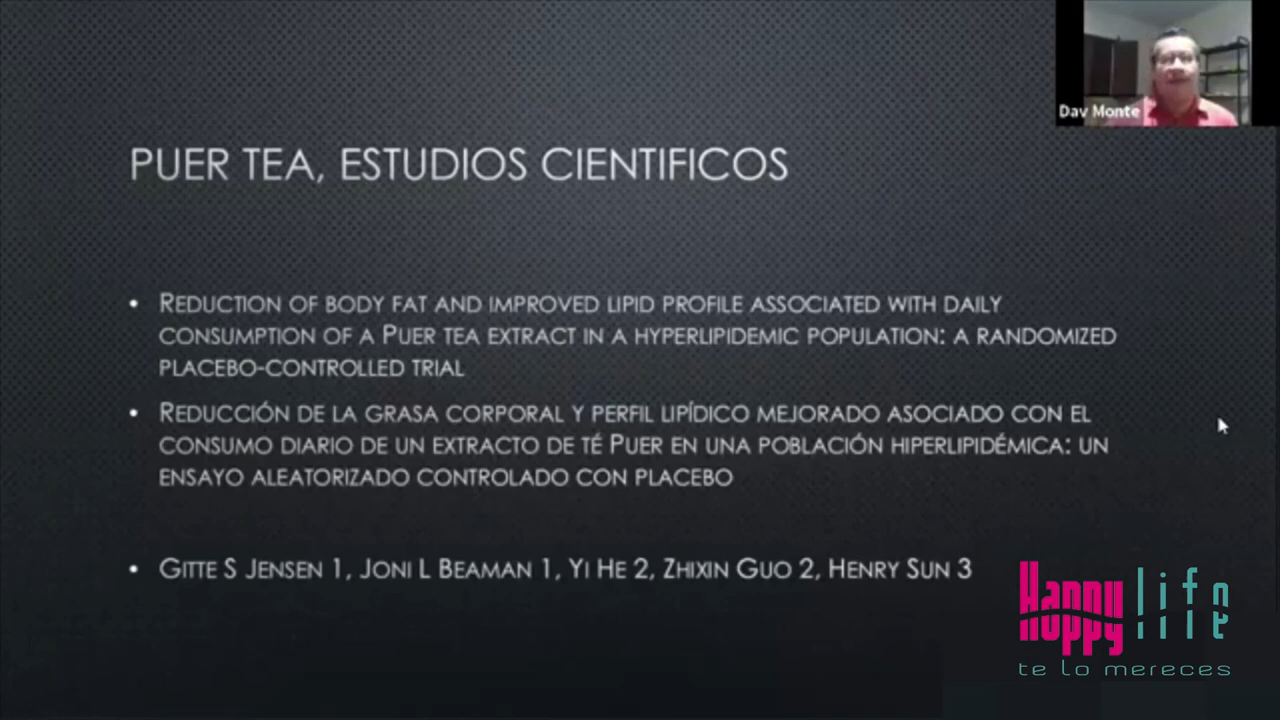 Dav Monte
PUER TEA, ESTUDIOS CIENTIFICOS
• REDUCTION OF BODY FAT AND IMPROVED LIPID PROFILE ASSOCIATED WITH DAILY
CONSUMPTION OF A PUER TEA EXTRACT IN A HYPERLIPIDEMIC POPULATION: A RANDOMIZED
PLACEBO-CONTROLLED TRIAL
• REDUCCIÓN DE LA GRASA CORPORAL Y PERFIL LIPÍDICO MEJORADO ASOCIADO CON EL
CONSUMO DIARIO DE UN EXTRACTO DE TÉ PUER EN UNA POBLACIÓN HIPERLIPIDÉMICA: UN
ENSAYO ALEATORIZADO CONTROLADO CON PLACEBO
• GITTE S JENSEN 1, JONI L BEAMAN 1, YI HE 2, ZHIXIN GUO 2, HENRY SUN 3
Happy life
te lo mereces